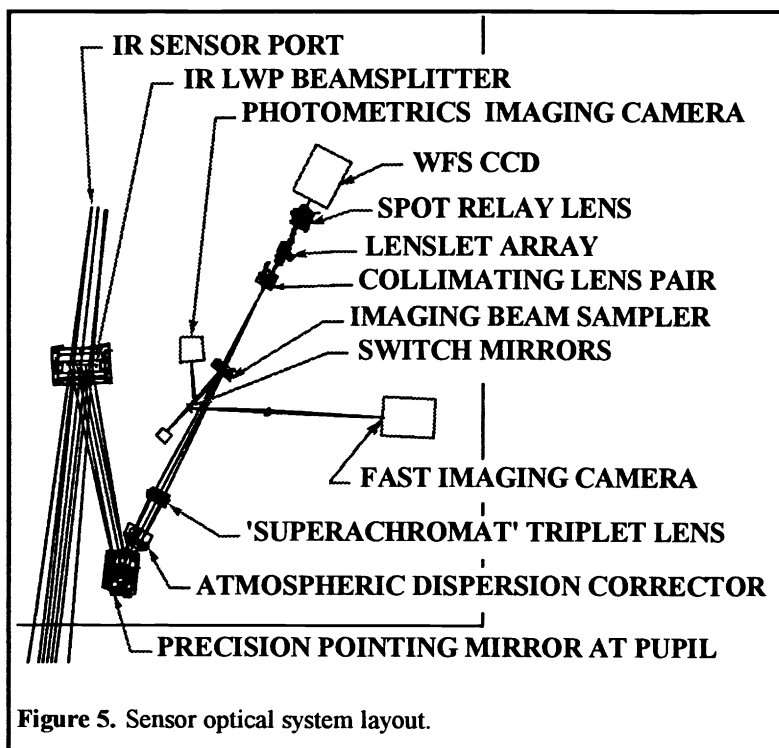 IR SENSOR PORT
IR LWP BEAMSPLITTER
PHOTOMETRICS IMAGING CAMERA
WFS CCD
SPOT RELAY LENS
LENSLET ARRAY
COLLIMATING LENS PAIR
IMAGING BEAM SAMPLER
SWITCH MIRRORS
FAST IMAGING CAMERA
'SUPERACHROMAT' TRIPLET LENS
ATMOSPHERIC DISPERSION CORRECTOR
PRECISION POINTING MIRROR AT PUPIL
Figure 5. Sensor optical system layout.